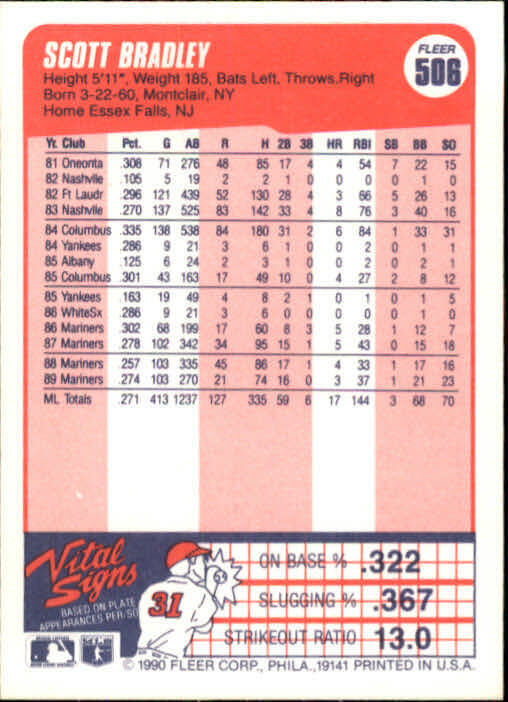 SCOTT BRADLEY
FLEER
506
Height 5'11", Weight 185, Bats Left, Throws,Right
Born 3-22-60, Montclair, NY
Home Essex Falls, NJ
Yr. Club Pct. G AB R H 2B 3B HR RBI SB BB SO
81 Oneonta .308 71 276 48 85 17 4 4 54 7 22 15
82 Nashvlle .105 5 19 2 2 1 0 0 0 0 1 0
82 Ft Laudr .296 121 439 52 130 28 4 3 66 5 26 13
83 Nashvlle .270 137 525 83 142 33 4 8 76 3 40 16
84 Columbus .335 138 538 84 180 31 2 6 84 1 33 31
84 Yankees .286 9 21 3 6 1 0 0 2 0 1 1
85 Albany .125 6 24 2 3 1 0 0 2 0 2 1
85 Columbus .301 43 163 17 49 10 0 4 27 2 8 12
85 Yankees .163 19 49 4 8 2 1 0 1 0 1 5
86 WhiteSx .286 9 21 3 6 0 0 0 0 0 1 0
86 Mariners .302 68 199 17 60 8 3 5 28 1 12 7
87 Mariners .278 102 342 34 95 15 1 5 43 0 15 18
88 Mariners .257 103 335 45 86 17 1 4 33 1 17 16
89 Mariners .274 103 270 21 74 16 0 3 37 1 21 23
ML Totals .271 413 1237 127 335 59 6 17 144 3 68 70
Vital
Signs
BASED ON PLATE
APPEARANCES PER/SO
31
ON BASE % .322
SLUGGING % .367
STRIKEOUT RATIO 13.0
© 1990 FLEER CORP., PHILA.,19141 PRINTED IN U.S.A.